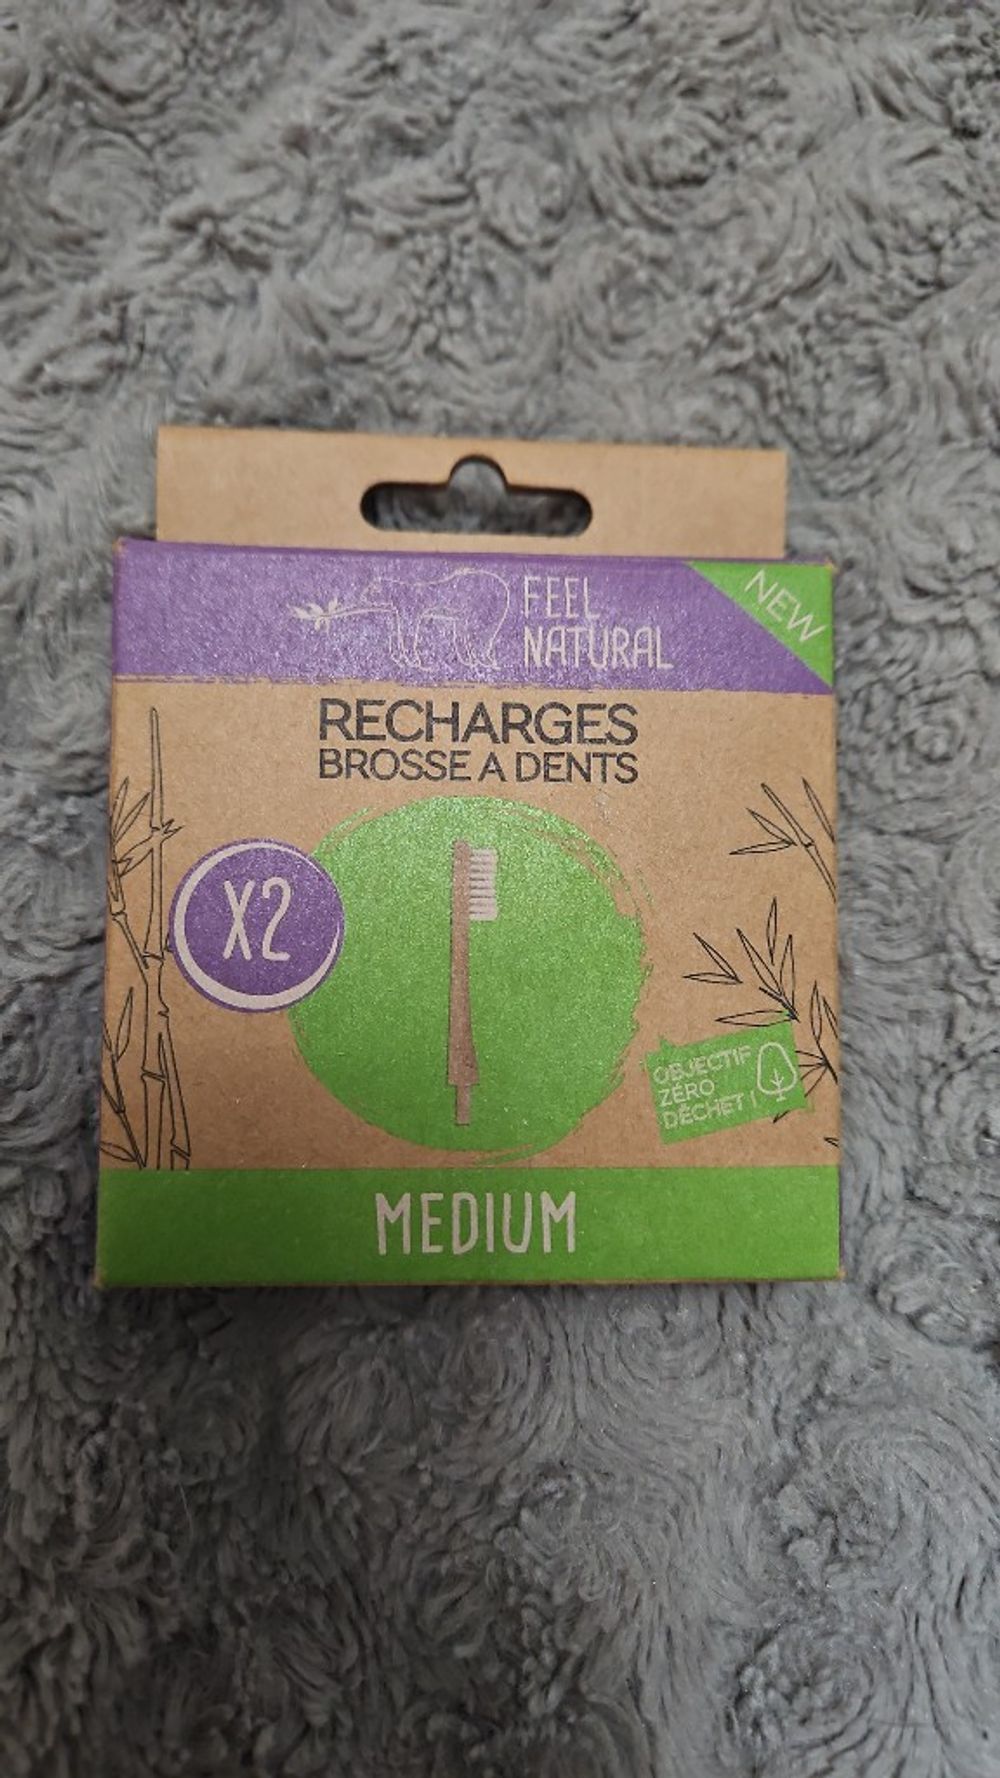 FEEL
NATURAL
NEW
RECHARGES
BROSSE A DENTS
X2
OBJECTIF
ZÉRO
DÉCHET !
MEDIUM